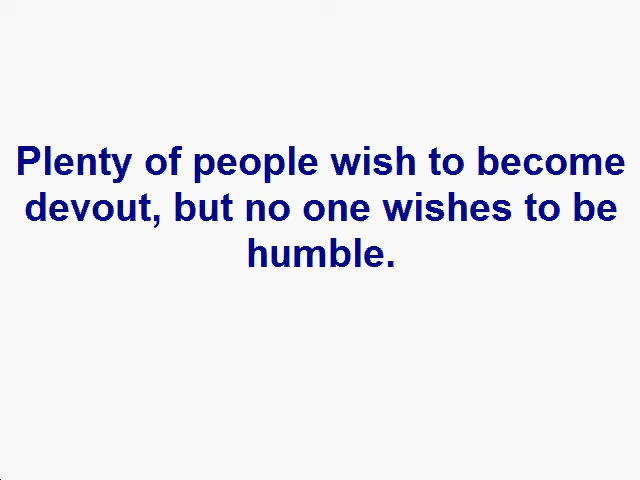 Plenty of people wish to become
devout, but no one wishes to be
humble.